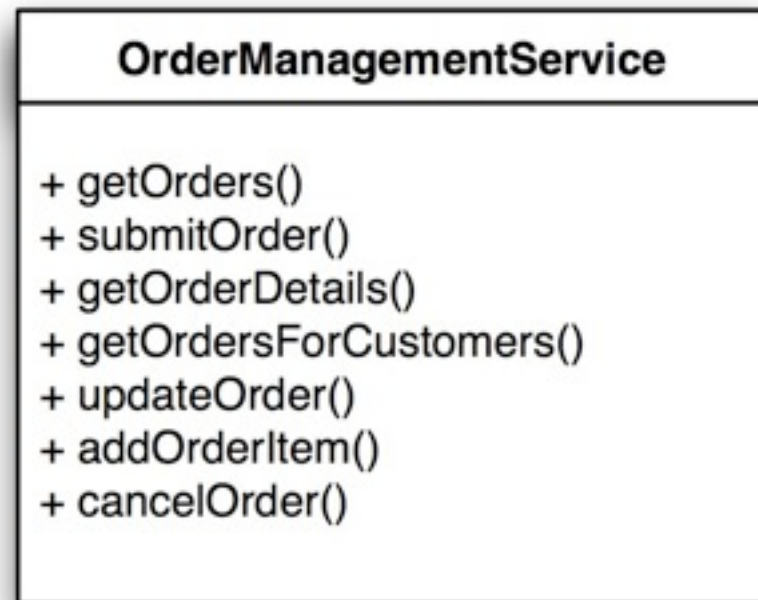 OrderManagementService
+ getOrders()
+ submitOrder()
+ getOrderDetails()
+ getOrdersForCustomers()
+ updateOrder()
+ addOrderItem()
+ cancelOrder()